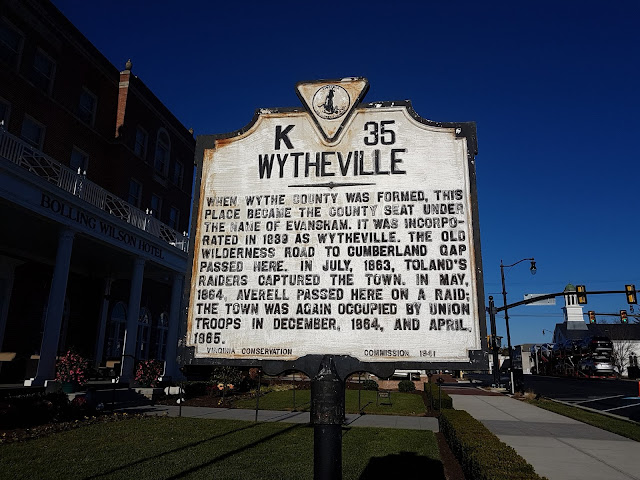 K 35
WYTHEVILLE
WHEN WYTHE COUNTY WAS FORMED, THIS
PLACE BECAME THE COUNTY SEAT UNDER
THE NAME OF EVANSHAM. IT WAS INCORPO-
RATED IN 1839 AS WYTHEVILLE. THE OLD
WILDERNESS ROAD TO CUMBERLAND GAP
PASSED HERE. IN JULY, 1863, TOLAND'S
RAIDERS CAPTURED THE TOWN. IN MAY,
1864, AVERELL PASSED HERE ON A RAID;
THE TOWN WAS AGAIN OCCUPIED BY UNION
TROOPS IN DECEMBER, 1864, AND APRIL,
1865.
VIRGINIA CONSERVATION COMMISSION 1941
BOLLING WILSON HOTEL